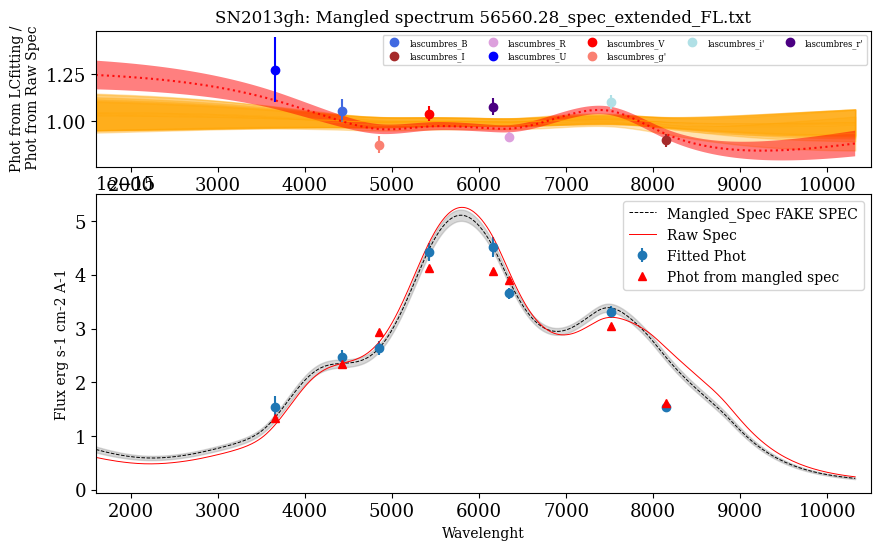 SN2013gh: Mangled spectrum 56560.28_spec_extended_FL.txt
Phot from LCfitting /
Phot from Raw Spec
1.25
1.00
lascumbres_B
lascumbres_R
lascumbres_V
lascumbres_i'
lascumbres_r'
lascumbres_I
lascumbres_U
lascumbres_g'
2000 3000 4000 5000 6000 7000 8000 9000 10000
1e−15
Flux erg s-1 cm-2 A-1
5
4
3
2
1
0
Mangled_Spec FAKE SPEC
Raw Spec
Fitted Phot
Phot from mangled spec
2000 3000 4000 5000 6000 7000 8000 9000 10000
Wavelenght